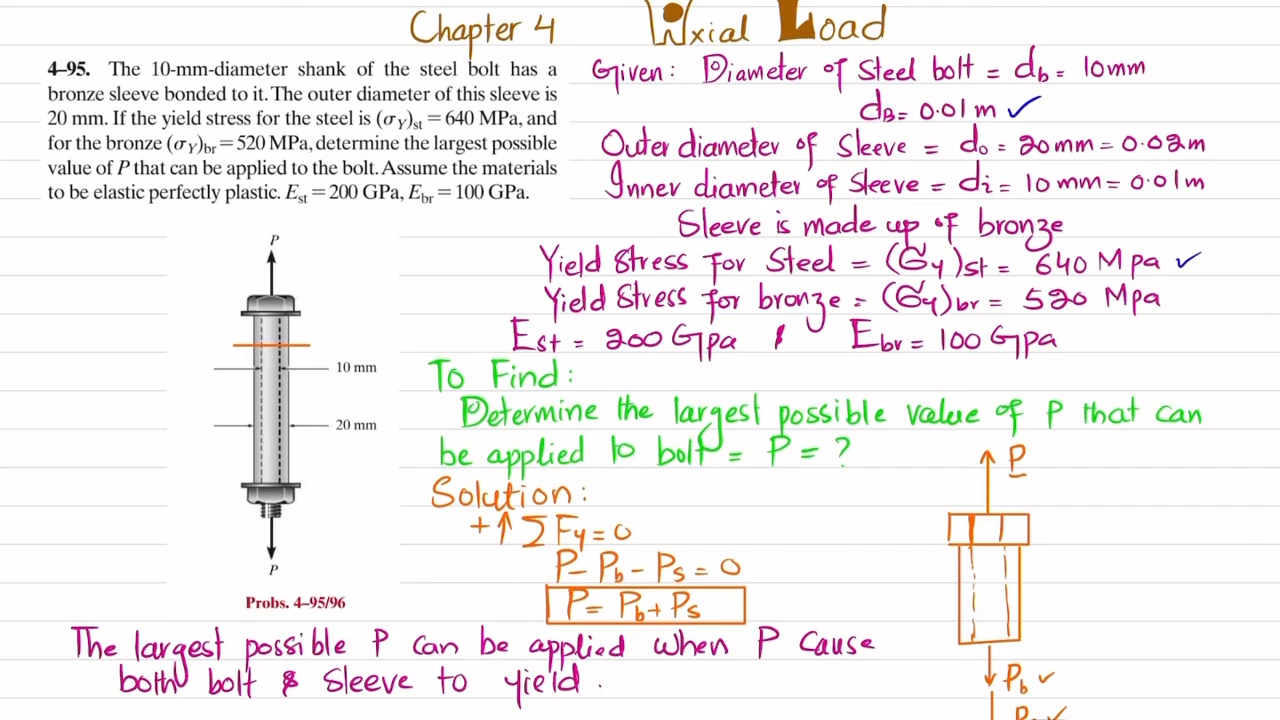 Chapter 4 Axial Load
4–95. The 10-mm-diameter shank of the steel bolt has a
bronze sleeve bonded to it. The outer diameter of this sleeve is
20 mm. If the yield stress for the steel is (σY)st = 640 MPa, and
for the bronze (σY)br = 520 MPa, determine the largest possible
value of P that can be applied to the bolt. Assume the materials
to be elastic perfectly plastic. Est = 200 GPa, Ebr = 100 GPa.
P
10 mm
20 mm
P
Probs. 4–95/96
Given: Diameter of Steel bolt = db = 10mm
dB = 0.01 m ✓
Outer diameter of Sleeve = do = 20mm = 0.02m
Inner diameter of Sleeve = di = 10 mm = 0.01m
Sleeve is made up of bronze
Yield Stress for Steel = (σy)st = 640 Mpa ✓
Yield Stress for bronze = (σy)br = 520 Mpa
Est = 200 Gpa & Ebr = 100 Gpa
To Find:
Determine the largest possible value of P that can
be applied to bolt = P = ?
Solution:
+↑ ΣFy = 0
P - Pb - Ps = 0
P = Pb + Ps
The largest possible P can be applied when P cause
both bolt & Sleeve to yield.
P
Pb ✓